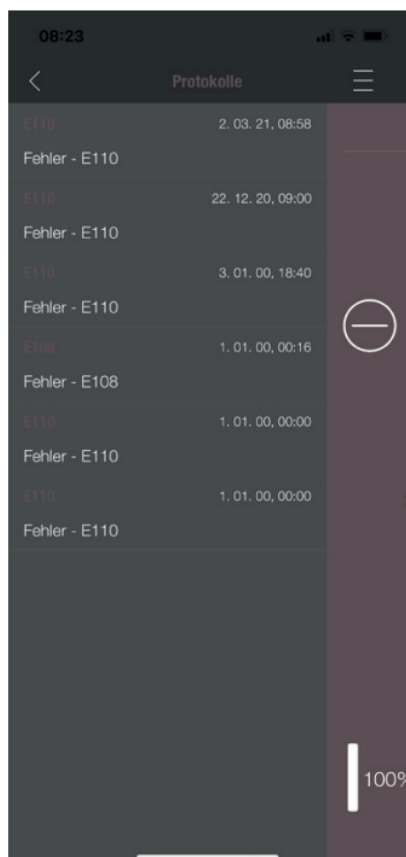 08:23
Protokolle
E110 2. 03. 21, 08:58
Fehler - E110
E110 22. 12. 20, 09:00
Fehler - E110
E110 3. 01. 00, 18:40
Fehler - E110
E108 1. 01. 00, 00:16
Fehler - E108
E110 1. 01. 00, 00:00
Fehler - E110
E110 1. 01. 00, 00:00
Fehler - E110
100%